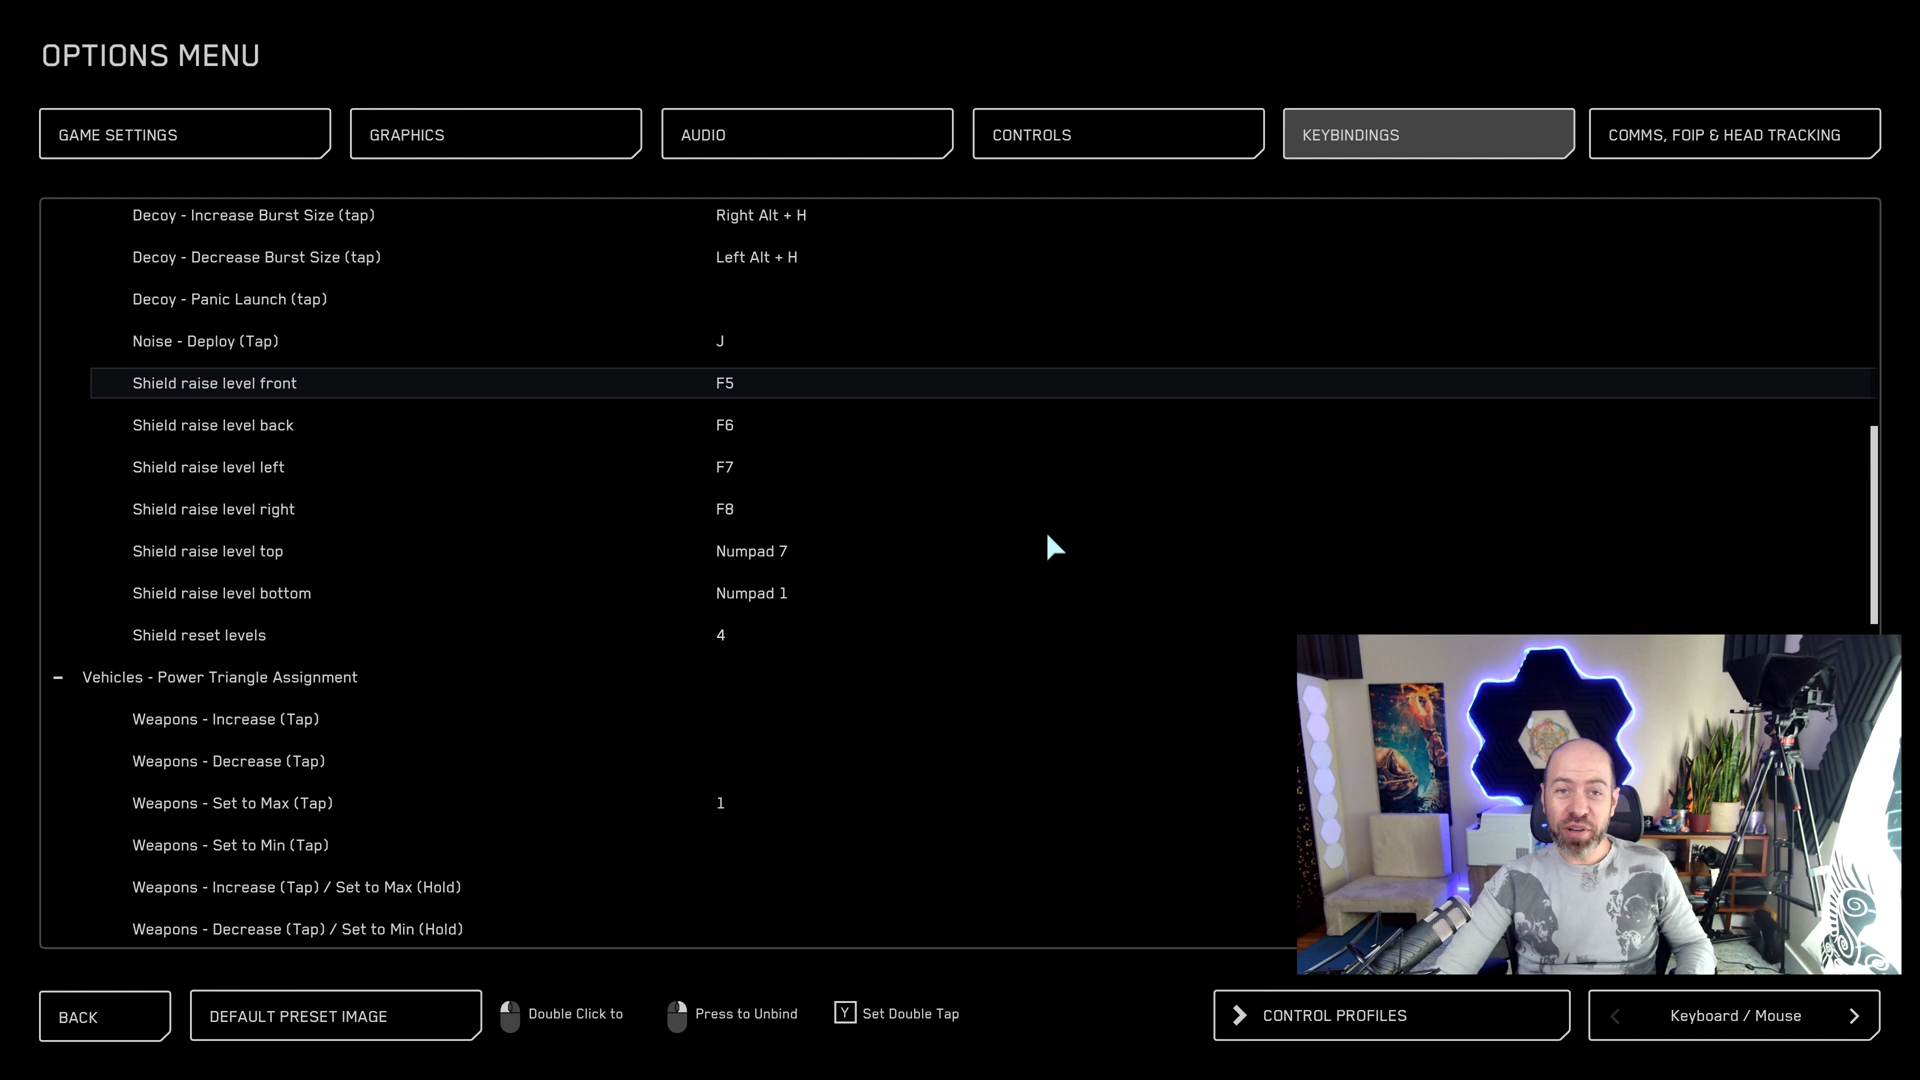 OPTIONS MENU
GAME SETTINGS
GRAPHICS
AUDIO
CONTROLS
KEYBINDINGS
COMMS, FOIP & HEAD TRACKING
Decoy - Increase Burst Size (tap) Right Alt + H
Decoy - Decrease Burst Size (tap) Left Alt + H
Decoy - Panic Launch (tap)
Noise - Deploy (Tap) J
Shield raise level front F5
Shield raise level back F6
Shield raise level left F7
Shield raise level right F8
Shield raise level top Numpad 7
Shield raise level bottom Numpad 1
Shield reset levels 4
- Vehicles - Power Triangle Assignment
Weapons - Increase (Tap)
Weapons - Decrease (Tap)
Weapons - Set to Max (Tap) 1
Weapons - Set to Min (Tap)
Weapons - Increase (Tap) / Set to Max (Hold)
Weapons - Decrease (Tap) / Set to Min (Hold)
BACK
DEFAULT PRESET IMAGE
Double Click to
Press to Unbind
Y Set Double Tap
CONTROL PROFILES
Keyboard / Mouse